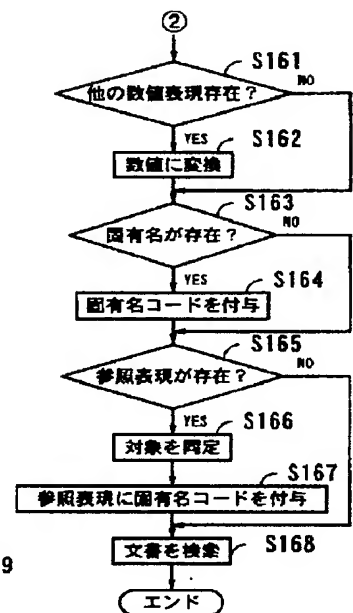 ②
S161
他の数値表現存在？
NO
YES
S162
数値に変換
S163
NO
固有名が存在？
YES
S164
固有名コードを付与
S165
NO
参照表現が存在？
YES
S166
対象を同定
S167
参照表現に固有名コードを付与
文書を検索
S168
9
エンド